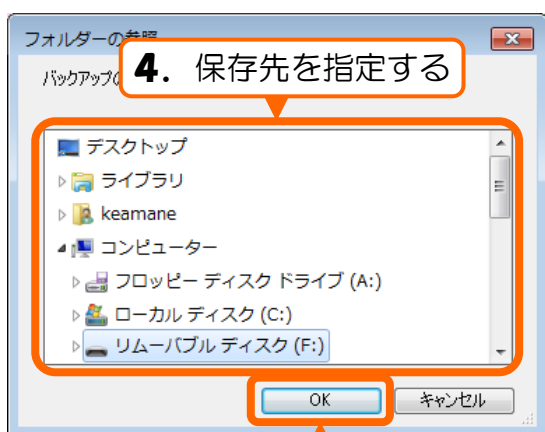 フォルダーの参照
バックアップの
4. 保存先を指定する
デスクトップ
ライブラリ
keamane
コンピューター
フロッピー ディスク ドライブ (A:)
ローカル ディスク (C:)
リムーバブル ディスク (F:)
OK
キャンセル